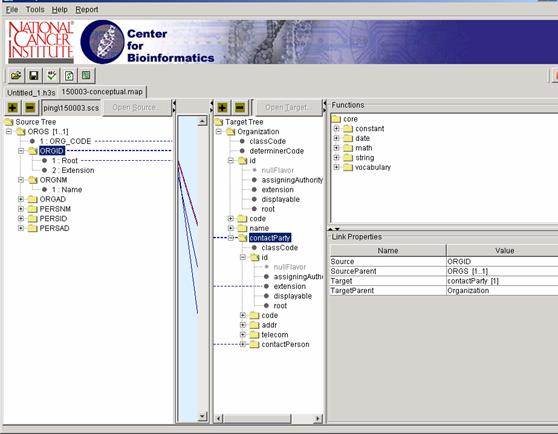 File Tools Help Report
NATIONAL
CANCER
INSTITUTE
Center
for
Bioinformatics
Untitled_1.h3s 150003-conceptual.map
ping\150003.scs Open Source... Open Target...
Source Tree
ORGS [1..1]
1 : ORG_CODE
ORGID
1 : Root
2 : Extension
ORGNM
1 : Name
ORGAD
PERSNM
PERSID
PERSAD
Target Tree
Organization
classCode
determinerCode
id
nullFlavor
assigningAuthority
extension
displayable
root
code
name
contactParty
classCode
id
nullFlavor
assigningAuth
extension
displayable
root
code
addr
telecom
contactPerson
Functions
core
constant
date
math
string
vocabulary
Link Properties
Name Value
Source ORGID
SourceParent ORGS [1..1]
Target contactParty [1]
TargetParent Organization